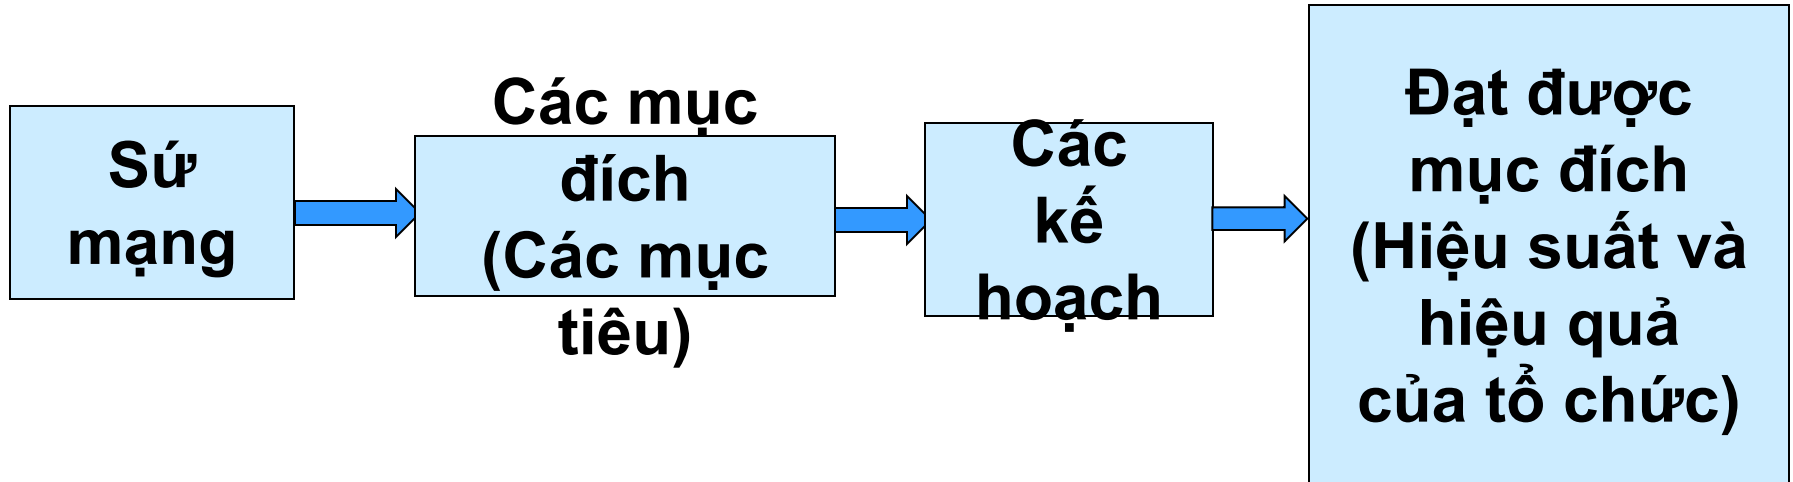 Sứ
mạng
Các mục
đích
(Các mục
tiêu)
Các
kế
hoạch
Đạt được
mục đích
(Hiệu suất và
hiệu quả
của tổ chức)